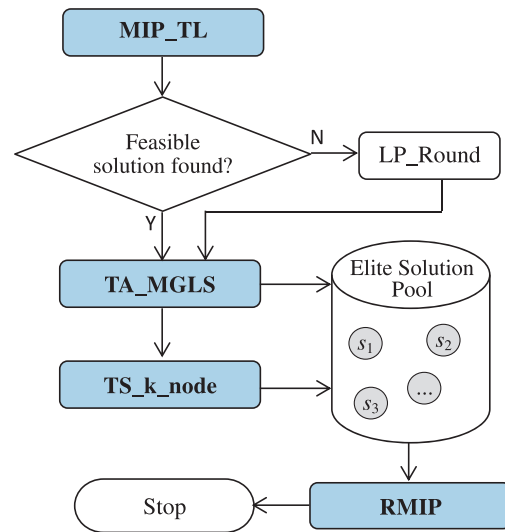 MIP_TL
Feasible
solution found?
N
LP_Round
Y
TA_MGLS
Elite Solution
Pool
s1
s2
TS_k_node
s3
...
Stop
RMIP